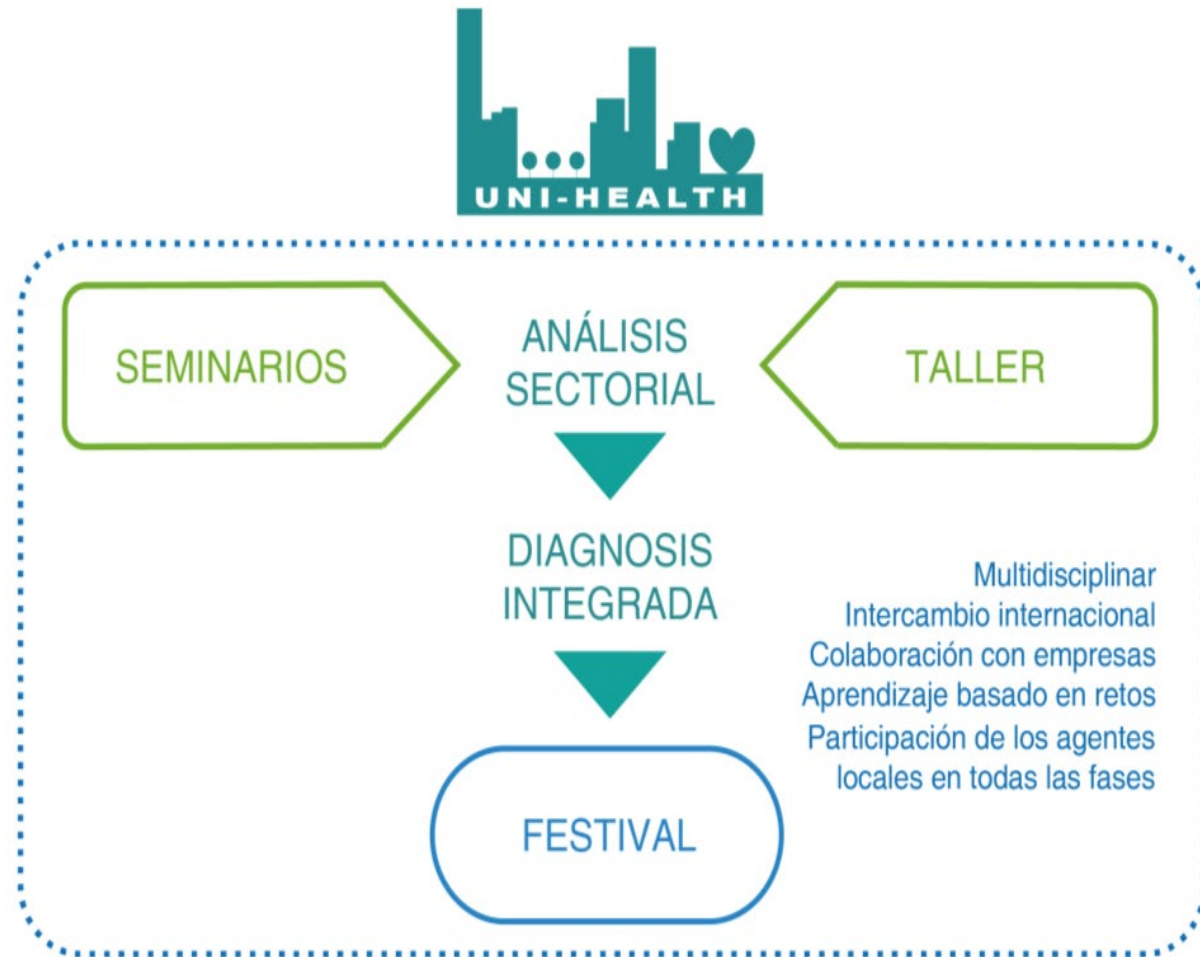 UNI-HEALTH
SEMINARIOS
ANÁLISIS
SECTORIAL
TALLER
DIAGNOSIS
INTEGRADA
Multidisciplinar
Intercambio internacional
Colaboración con empresas
Aprendizaje basado en retos
Participación de los agentes
locales en todas las fases
FESTIVAL